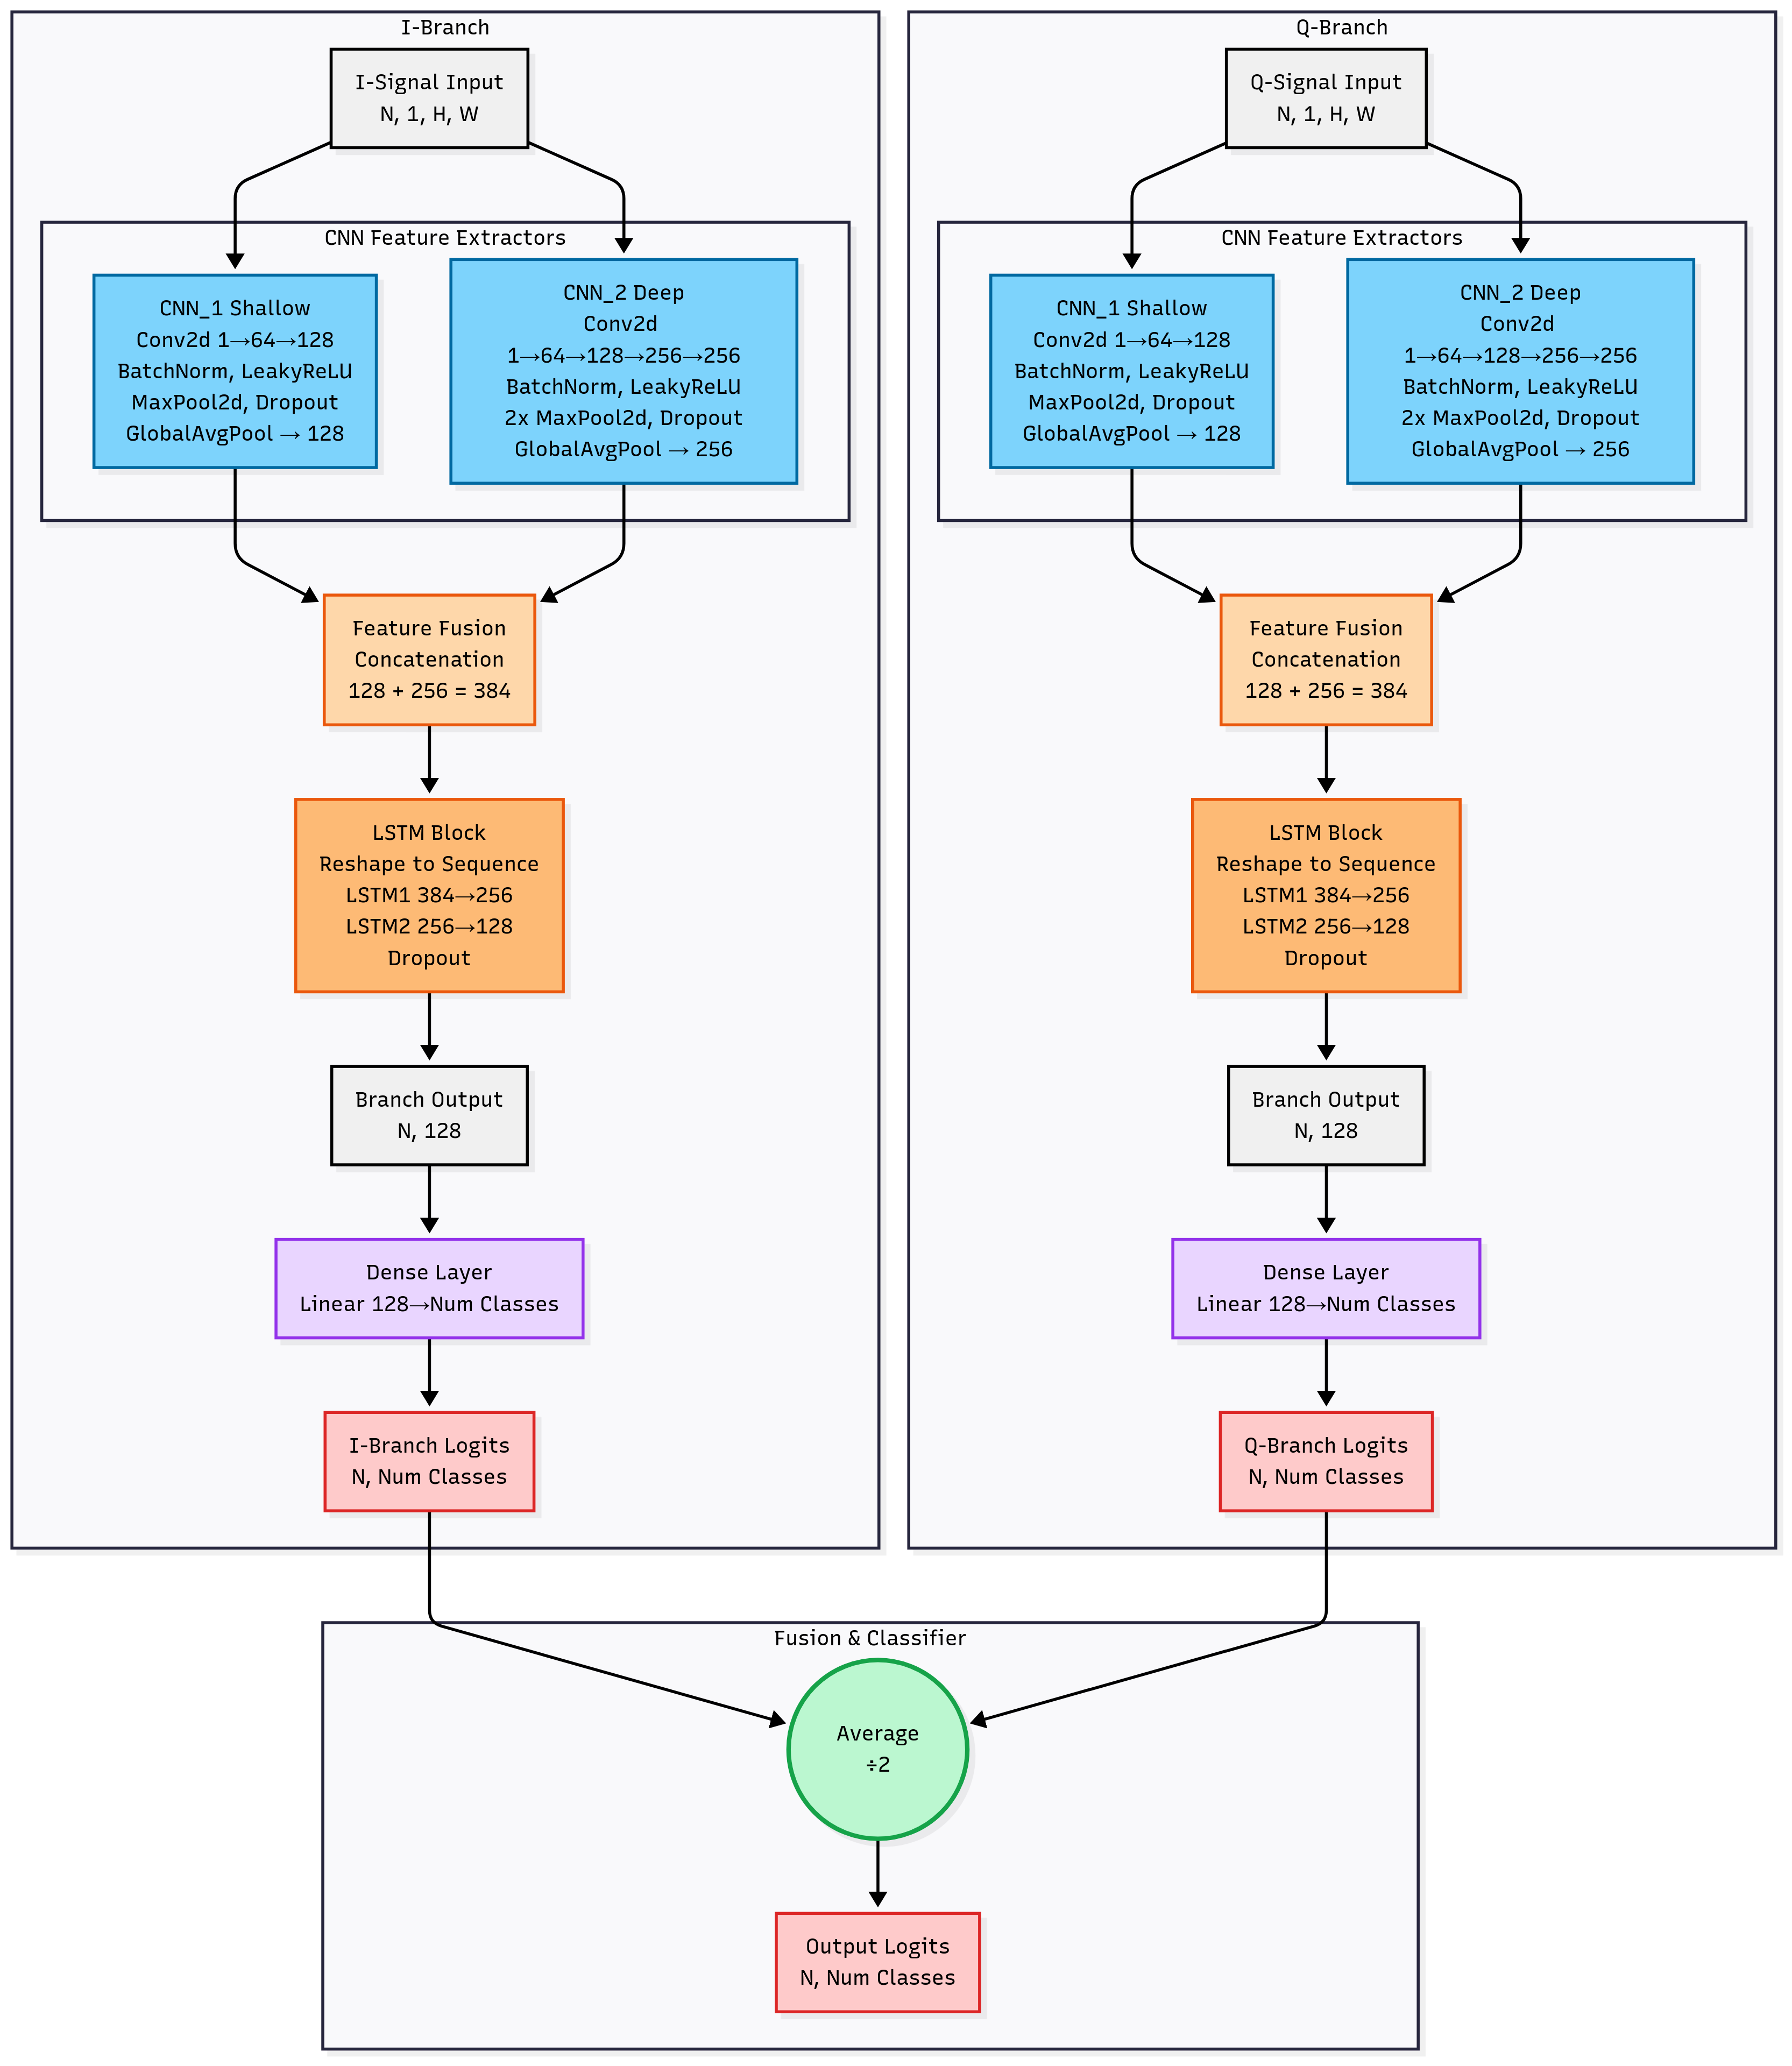 I-Branch
I-Signal Input
N, 1, H, W
CNN Feature Extractors
CNN_1 Shallow
Conv2d 1→64→128
BatchNorm, LeakyReLU
MaxPool2d, Dropout
GlobalAvgPool → 128
CNN_2 Deep
Conv2d
1→64→128→256→256
BatchNorm, LeakyReLU
2x MaxPool2d, Dropout
GlobalAvgPool → 256
Feature Fusion
Concatenation
128 + 256 = 384
LSTM Block
Reshape to Sequence
LSTM1 384→256
LSTM2 256→128
Dropout
Branch Output
N, 128
Dense Layer
Linear 128→Num Classes
I-Branch Logits
N, Num Classes
Q-Branch
Q-Signal Input
N, 1, H, W
CNN Feature Extractors
CNN_1 Shallow
Conv2d 1→64→128
BatchNorm, LeakyReLU
MaxPool2d, Dropout
GlobalAvgPool → 128
CNN_2 Deep
Conv2d
1→64→128→256→256
BatchNorm, LeakyReLU
2x MaxPool2d, Dropout
GlobalAvgPool → 256
Feature Fusion
Concatenation
128 + 256 = 384
LSTM Block
Reshape to Sequence
LSTM1 384→256
LSTM2 256→128
Dropout
Branch Output
N, 128
Dense Layer
Linear 128→Num Classes
Q-Branch Logits
N, Num Classes
Fusion & Classifier
Average
÷2
Output Logits
N, Num Classes